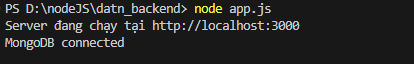 PS D:\nodeJS\datn_backend> node app.js
Server đang chạy tại http://localhost:3000
MongoDB connected